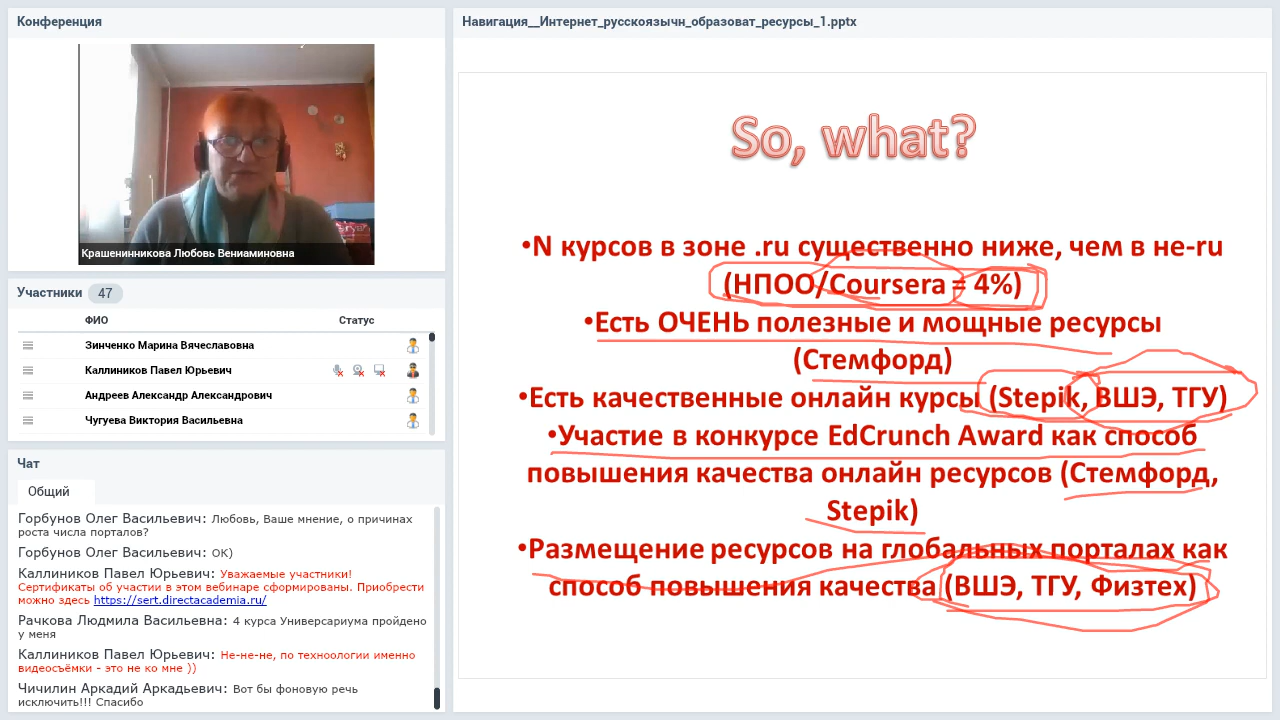 Конференция
Крашенинникова Любовь Вениаминовна
Участники 47
ФИО Статус
Зинченко Марина Вячеславовна
Каллиников Павел Юрьевич
Андреев Александр Александрович
Чугуева Виктория Васильевна
Чат
Общий
Горбунов Олег Васильевич: Любовь, Ваше мнение, о причинах
роста числа порталов?
Горбунов Олег Васильевич: ОК)
Каллиников Павел Юрьевич: Уважаемые участники!
Сертификаты об участии в этом вебинаре сформированы. Приобрести
можно здесь https://sert.directacademia.ru/
Рачкова Людмила Васильевна: 4 курса Универсариума пройдено
у меня
Каллиников Павел Юрьевич: Не-не-не, по техноологии именно
видеосъёмки - это не ко мне ))
Чичилин Аркадий Аркадьевич: Вот бы фоновую речь
исключить!!! Спасибо
Навигация__Интернет_русскоязычн_образоват_ресурсы_1.pptx
So, what?
•N курсов в зоне .ru существенно ниже, чем в не-ru
(НПОО/Coursera = 4%)
•Есть ОЧЕНЬ полезные и мощные ресурсы
(Стемфорд)
•Есть качественные онлайн курсы (Stepik, ВШЭ, ТГУ)
•Участие в конкурсе EdCrunch Award как способ
повышения качества онлайн ресурсов (Стемфорд,
Stepik)
•Размещение ресурсов на глобальных порталах как
способ повышения качества (ВШЭ, ТГУ, Физтех)